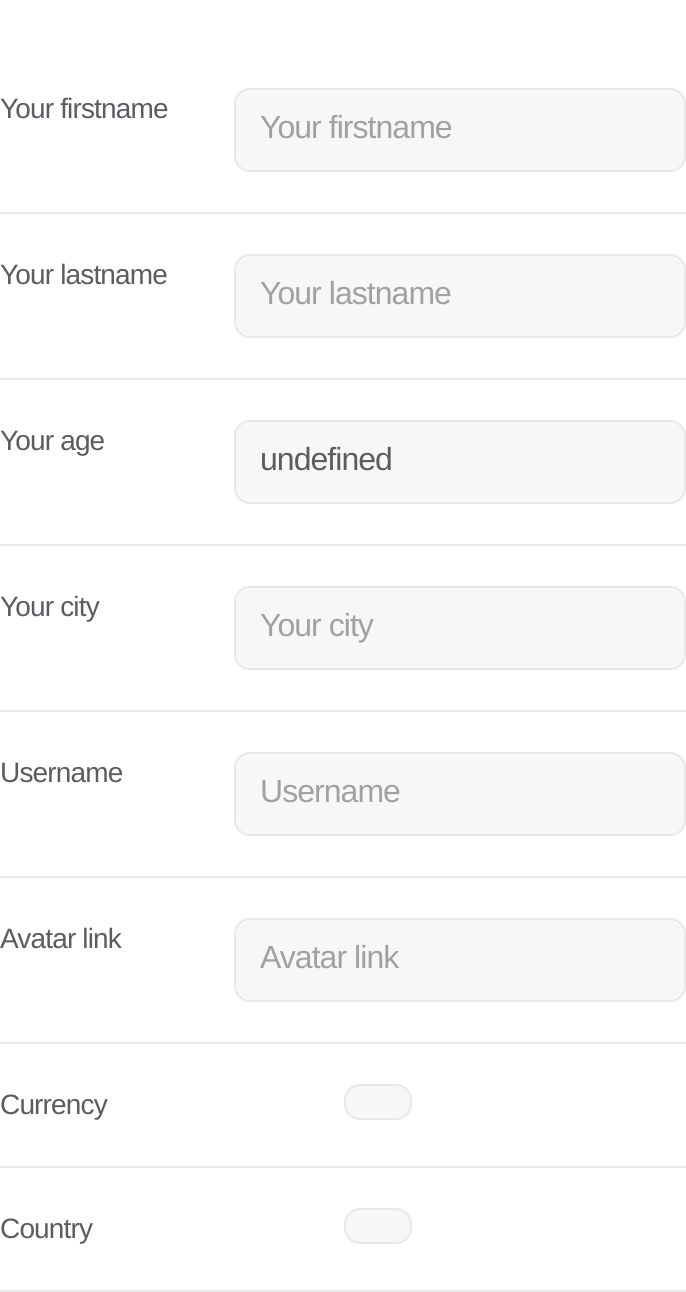 Your firstname
Your firstname
Your lastname
Your lastname
Your age
undefined
Your city
Your city
Username
Username
Avatar link
Avatar link
Currency
Country